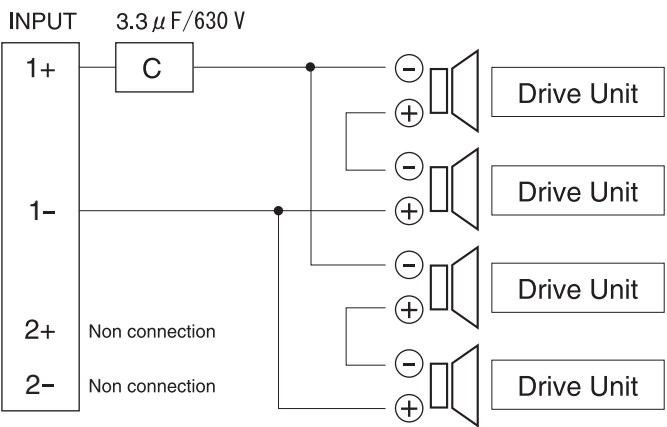 INPUT 3.3 μF/630 V
1+ C − Drive Unit
+
− Drive Unit
1− +
− Drive Unit
+
2+ Non connection
− Drive Unit
2− Non connection
+